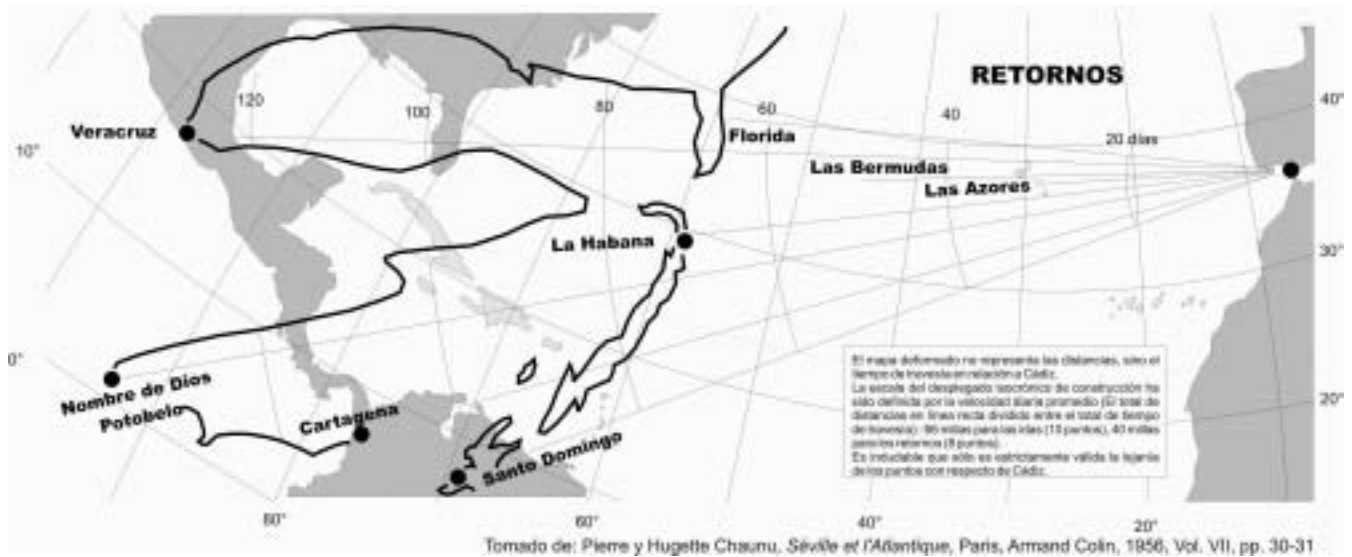 RETORNOS
120
100
80
60
40
20 días
40°
Veracruz
Florida
10°
Las Bermudas
Las Azores
La Habana
30°
0°
El mapa deformado no representa las distancias, sino el
tiempo de travesía en relación a Cádiz.
La escala del desplegado isocrónico de construcción ha
sido definida por la velocidad diaria promedio (El total de
distancias en línea recta dividido entre el total de tiempo
de travesía) : 96 millas para las idas (10 puntos), 40 millas
para los retornos (8 puntos).
Es indudable que sólo es estrictamente válida la lejanía
de los puntos con respecto de Cádiz.
Nombre de Dios
Potobelo
Cartagena
Santo Domingo
20°
80°
60°
40°
20°
Tomado de: Pierre y Hugette Chaunu, Séville et l'Atlantique, Paris, Armand Colin, 1956, Vol. VII, pp. 30-31